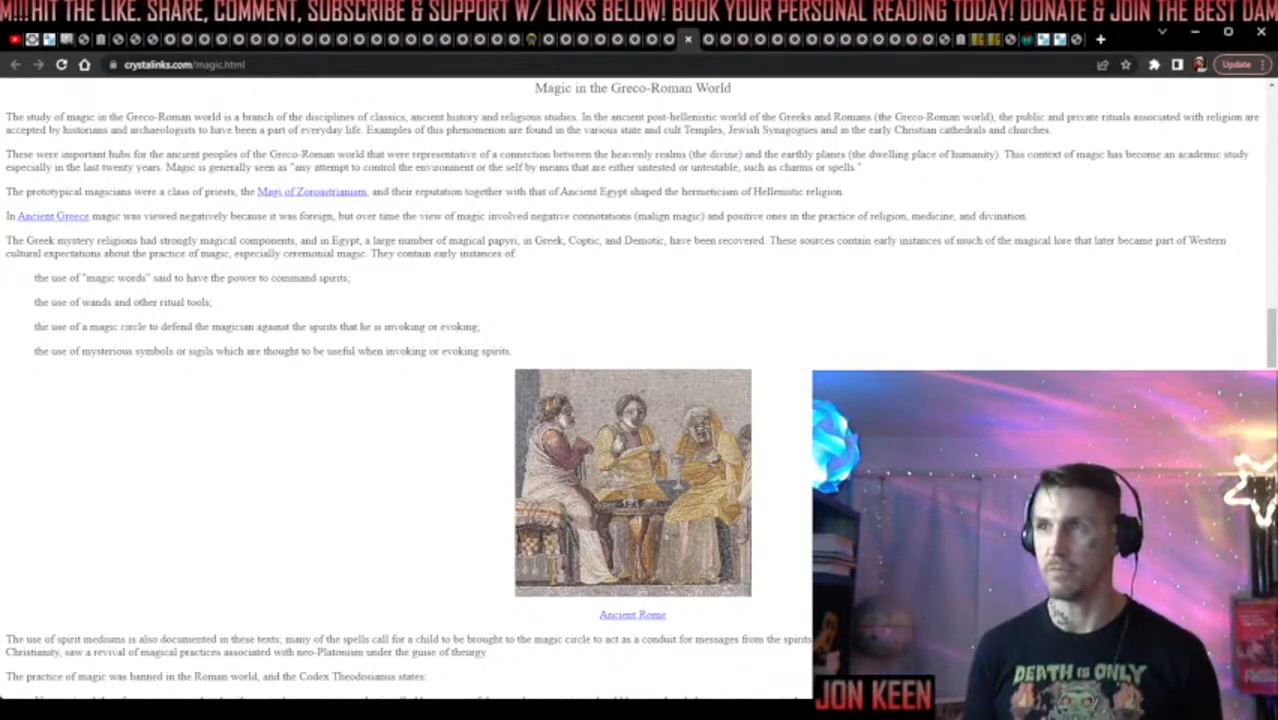 M!!!HIT THE LIKE. SHARE, COMMENT, SUBSCRIBE & SUPPORT W/ LINKS BELOW! BOOK YOUR PERSONAL READING TODAY! DONATE & JOIN THE BEST DAM
crystalinks.com/magic.html
Update
Magic in the Greco-Roman World
The study of magic in the Greco-Roman world is a branch of the disciplines of classics, ancient history and religious studies. In the ancient post-hellenistic world of the Greeks and Romans (the Greco-Roman world), the public and private rituals associated with religion are
accepted by historians and archaeologists to have been a part of everyday life. Examples of this phenomenon are found in the various state and cult Temples, Jewish Synagogues and in the early Christian cathedrals and churches.
These were important hubs for the ancient peoples of the Greco-Roman world that were representative of a connection between the heavenly realms (the divine) and the earthly planes (the dwelling place of humanity). This context of magic has become an academic study
especially in the last twenty years. Magic is generally seen as "any attempt to control the environment or the self by means that are either untested or untestable, such as charms or spells."
The prototypical magicians were a class of priests, the Magi of Zoroastrianism, and their reputation together with that of Ancient Egypt shaped the hermeticism of Hellenistic religion.
In Ancient Greece magic was viewed negatively because it was foreign, but over time the view of magic involved negative connotations (malign magic) and positive ones in the practice of religion, medicine, and divination.
The Greek mystery religions had strongly magical components, and in Egypt, a large number of magical papyri, in Greek, Coptic, and Demotic, have been recovered. These sources contain early instances of much of the magical lore that later became part of Western
cultural expectations about the practice of magic, especially ceremonial magic. They contain early instances of:
the use of "magic words" said to have the power to command spirits;
the use of wands and other ritual tools;
the use of a magic circle to defend the magician against the spirits that he is invoking or evoking;
the use of mysterious symbols or sigils which are thought to be useful when invoking or evoking spirits.
Ancient Rome
The use of spirit mediums is also documented in these texts; many of the spells call for a child to be brought to the magic circle to act as a conduit for messages from the spirits
Christianity, saw a revival of magical practices associated with neo-Platonism under the guise of theurgy.
The practice of magic was banned in the Roman world, and the Codex Theodosianus states:
JON KEEN
DEATH IS ONLY